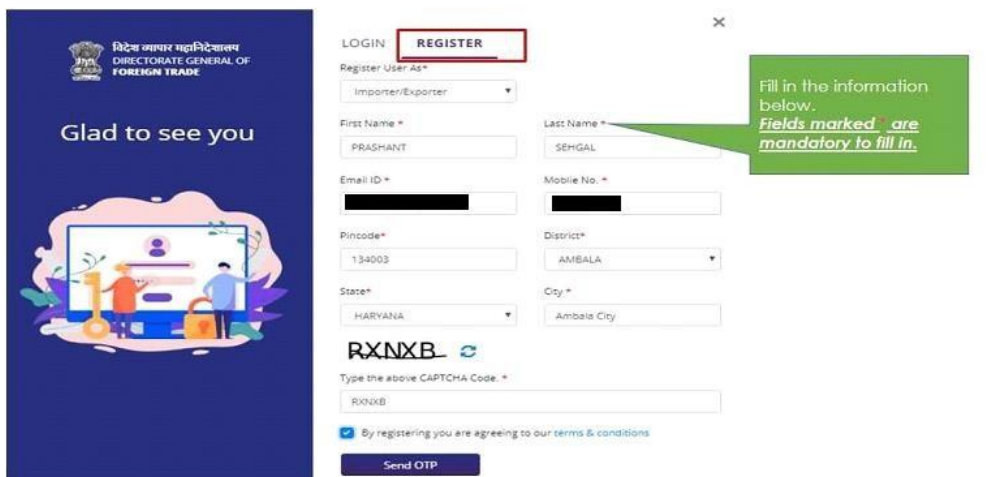 विदेश व्यापार महानिदेशालय
DIRECTORATE GENERAL OF
FOREIGN TRADE
Glad to see you
LOGIN REGISTER
Register User As*
Importer/Exporter
First Name * Last Name *
PRASHANT SEHGAL
Email ID * Mobile No. *
Pincode* District*
134003 AMBALA
State* City *
HARYANA Ambala City
RXNXB
Type the above CAPTCHA Code. *
RXNXB
By registering you are agreeing to our terms & conditions
Send OTP
Fill in the information
below.
Fields marked * are
mandatory to fill in.